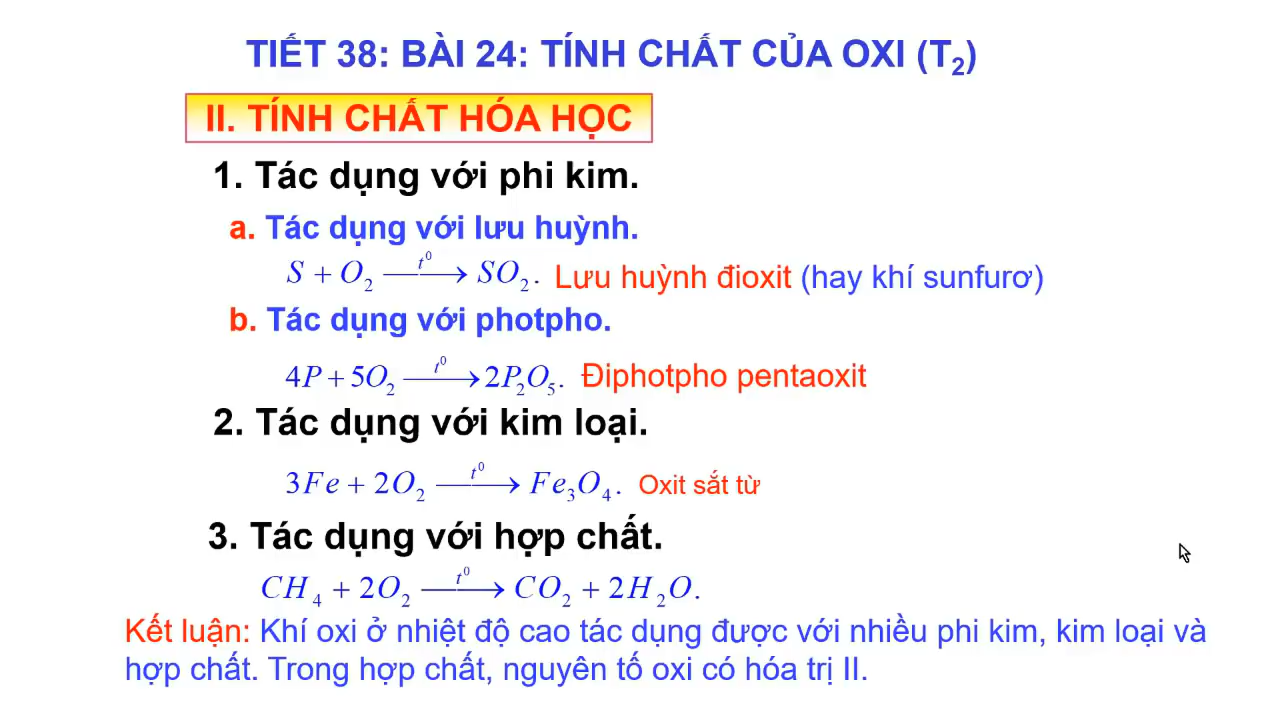 TIẾT 38: BÀI 24: TÍNH CHẤT CỦA OXI (T₂)
II. TÍNH CHẤT HÓA HỌC
1. Tác dụng với phi kim.
a. Tác dụng với lưu huỳnh.
S + O₂ —t⁰→ SO₂. Lưu huỳnh đioxit (hay khí sunfurơ)
b. Tác dụng với photpho.
4P + 5O₂ —t⁰→ 2P₂O₅. Điphotpho pentaoxit
2. Tác dụng với kim loại.
3Fe + 2O₂ —t⁰→ Fe₃O₄. Oxit sắt từ
3. Tác dụng với hợp chất.
CH₄ + 2O₂ —t⁰→ CO₂ + 2H₂O.
Kết luận: Khí oxi ở nhiệt độ cao tác dụng được với nhiều phi kim, kim loại và
hợp chất. Trong hợp chất, nguyên tố oxi có hóa trị II.